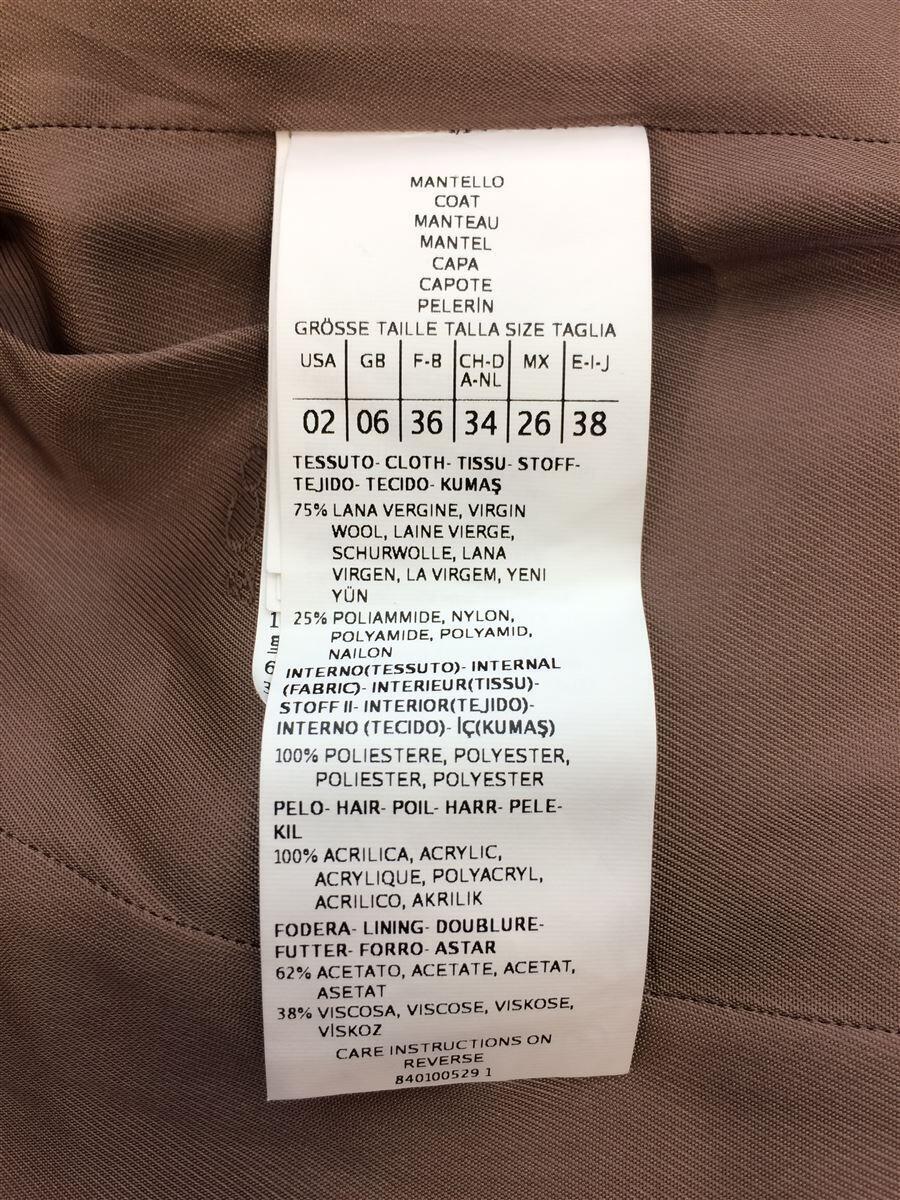 MANTELLO
COAT
MANTEAU
MANTEL
CAPA
CAPOTE
PELERİN
GRÖSSE TAILLE TALLA SIZE TAGLIA
USA GB F-B CH-D A-NL MX E-I-J
02 06 36 34 26 38
TESSUTO- CLOTH- TISSU- STOFF-
TEJIDO- TECIDO- KUMAŞ
75% LANA VERGINE, VIRGIN
WOOL, LAINE VIERGE,
SCHURWOLLE, LANA
VIRGEN, LA VIRGEM, YENI
YÜN
25% POLIAMMIDE, NYLON,
POLYAMIDE, POLYAMID,
NAILON
INTERNO(TESSUTO)- INTERNAL
(FABRIC)- INTERIEUR(TISSU)-
STOFF II- INTERIOR(TEJIDO)-
INTERNO (TECIDO)- İÇ(KUMAŞ)
100% POLIESTERE, POLYESTER,
POLIESTER, POLYESTER
PELO- HAIR- POIL- HARR- PELE-
KIL
100% ACRILICA, ACRYLIC,
ACRYLIQUE, POLYACRYL,
ACRILICO, AKRILIK
FODERA- LINING- DOUBLURE-
FUTTER- FORRO- ASTAR
62% ACETATO, ACETATE, ACETAT,
ASETAT
38% VISCOSA, VISCOSE, VISKOSE,
VİSKOZ
CARE INSTRUCTIONS ON
REVERSE
840100529 1